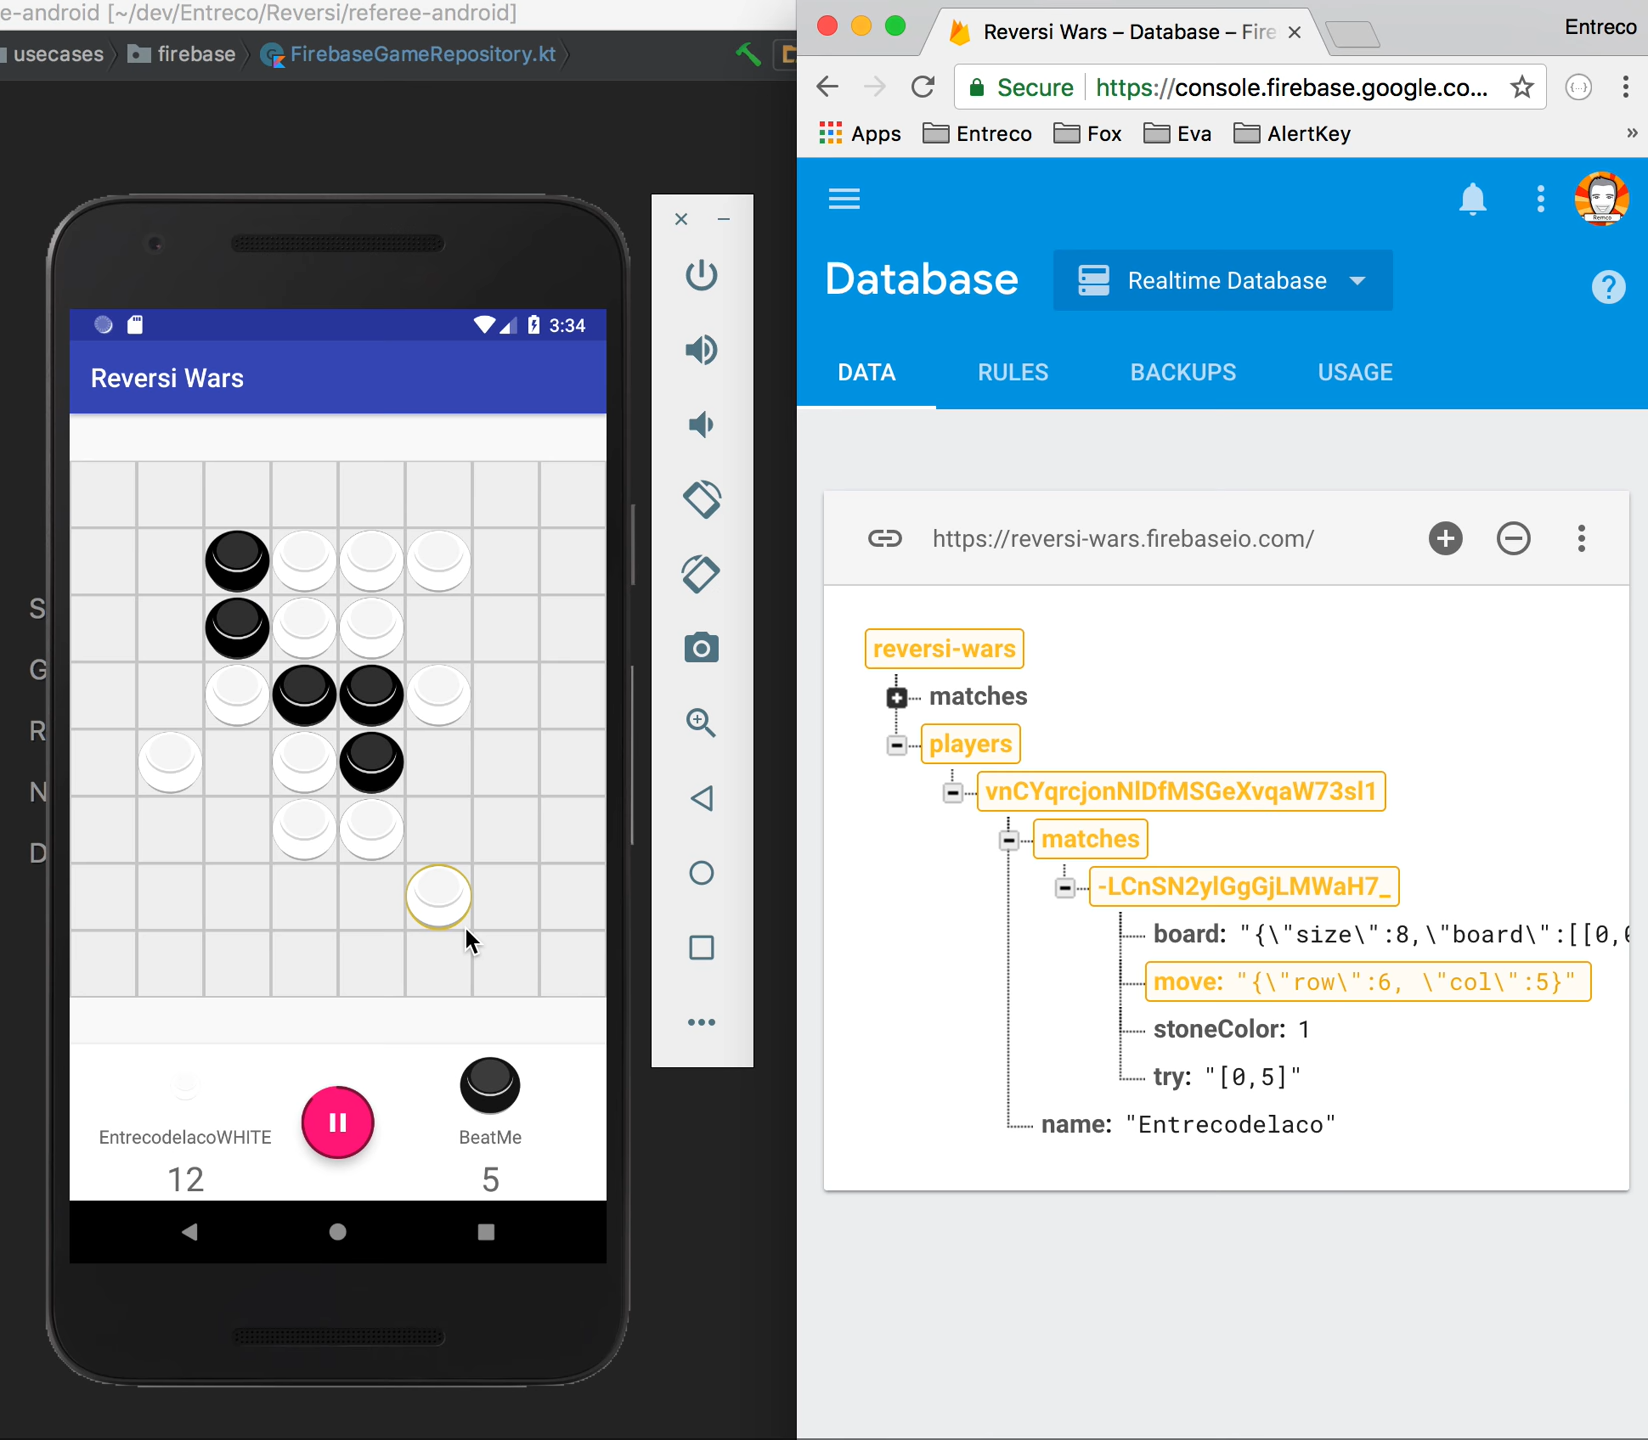 e-android [~/dev/Entreco/Reversi/referee-android]
usecases
firebase
FirebaseGameRepository.kt
S
G
R
N
D
3:34
Reversi Wars
EntrecodelacoWHITE
12
BeatMe
5
Reversi Wars – Database – Fire
Entreco
Secure
https://console.firebase.google.co...
Apps
Entreco
Fox
Eva
AlertKey
»
Remco
Database
Realtime Database
?
DATA
RULES
BACKUPS
USAGE
https://reversi-wars.firebaseio.com/
reversi-wars
matches
players
vnCYqrcjonNlDfMSGeXvqaW73sl1
matches
-LCnSN2ylGgGjLMWaH7_
board: "{\"size\":8,\"board\":[[0,0
move: "{\"row\":6, \"col\":5}"
stoneColor: 1
try: "[0,5]"
name: "Entrecodelaco"